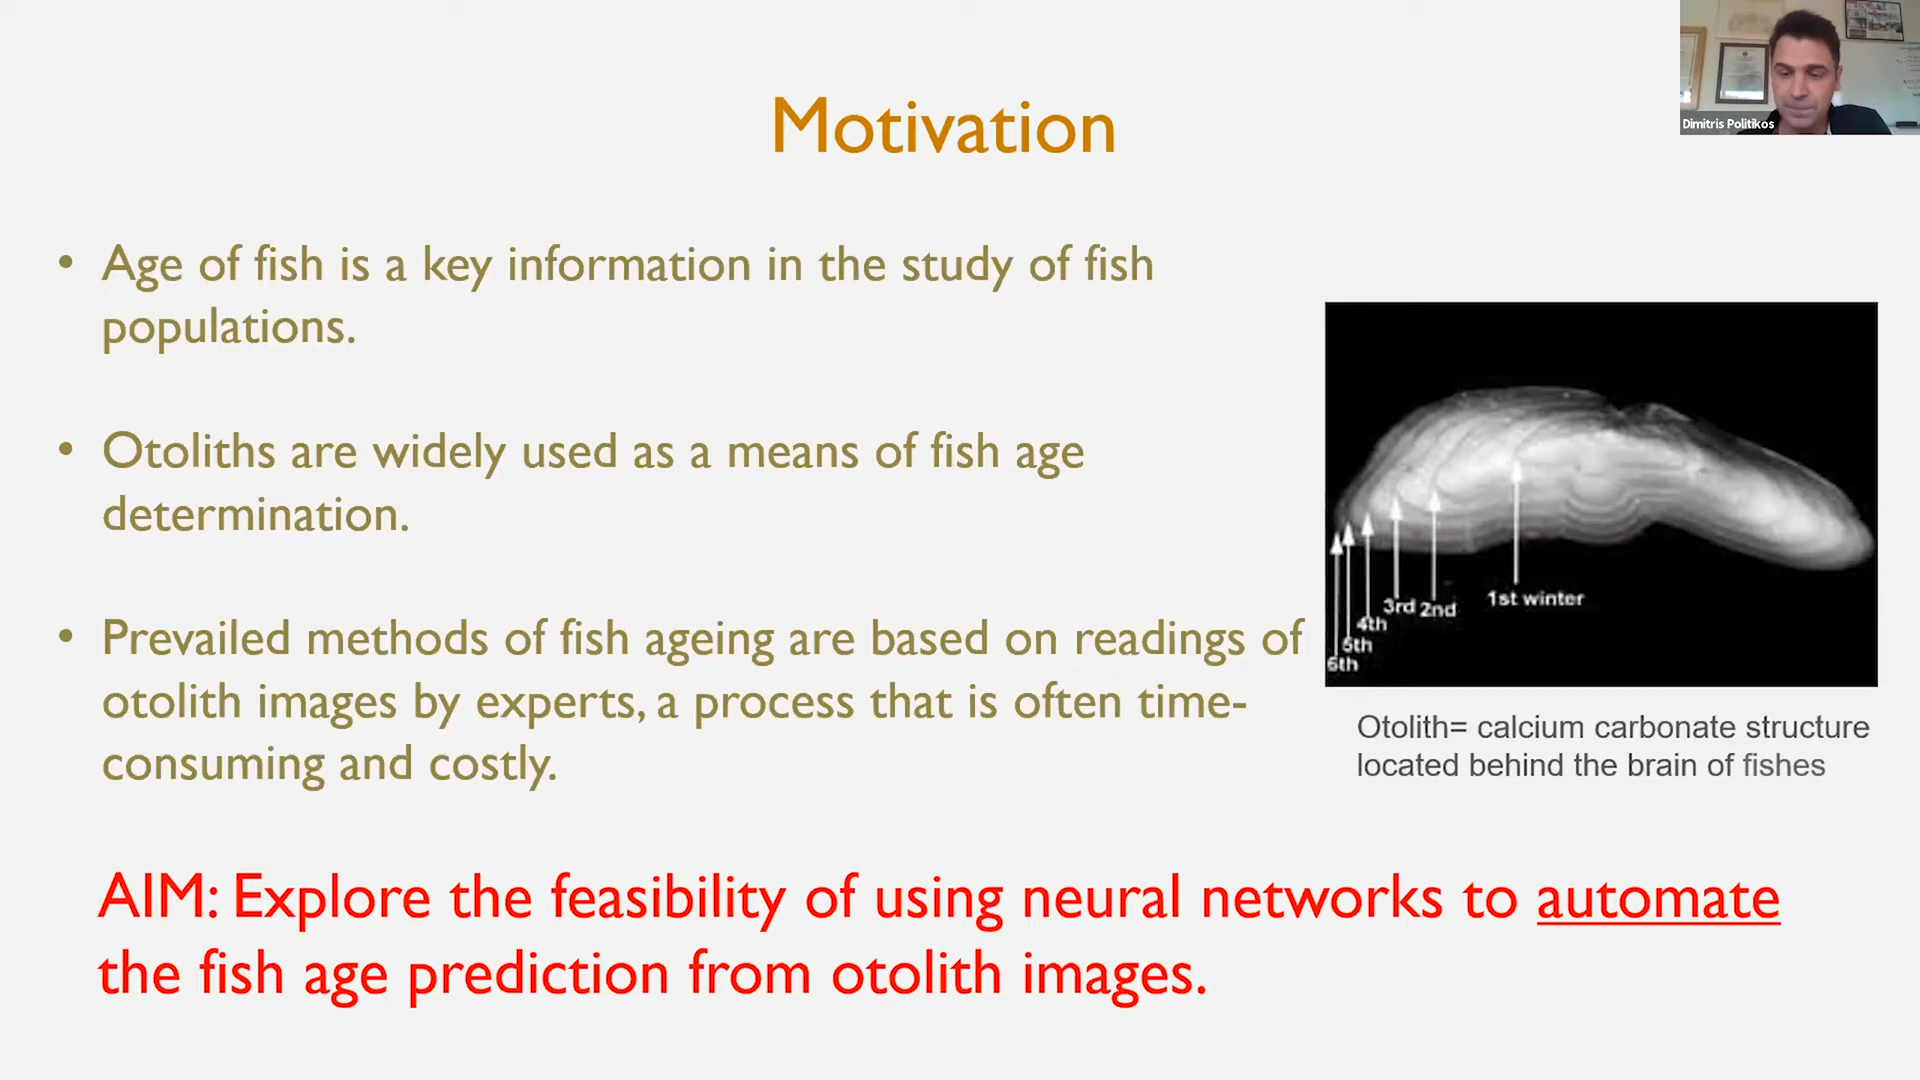 Dimitris Politikos
Motivation
• Age of fish is a key information in the study of fish
populations.
• Otoliths are widely used as a means of fish age
determination.
• Prevailed methods of fish ageing are based on readings of
otolith images by experts, a process that is often time-
consuming and costly.
1st winter
2nd
3rd
4th
5th
6th
Otolith= calcium carbonate structure
located behind the brain of fishes
AIM: Explore the feasibility of using neural networks to automate
the fish age prediction from otolith images.